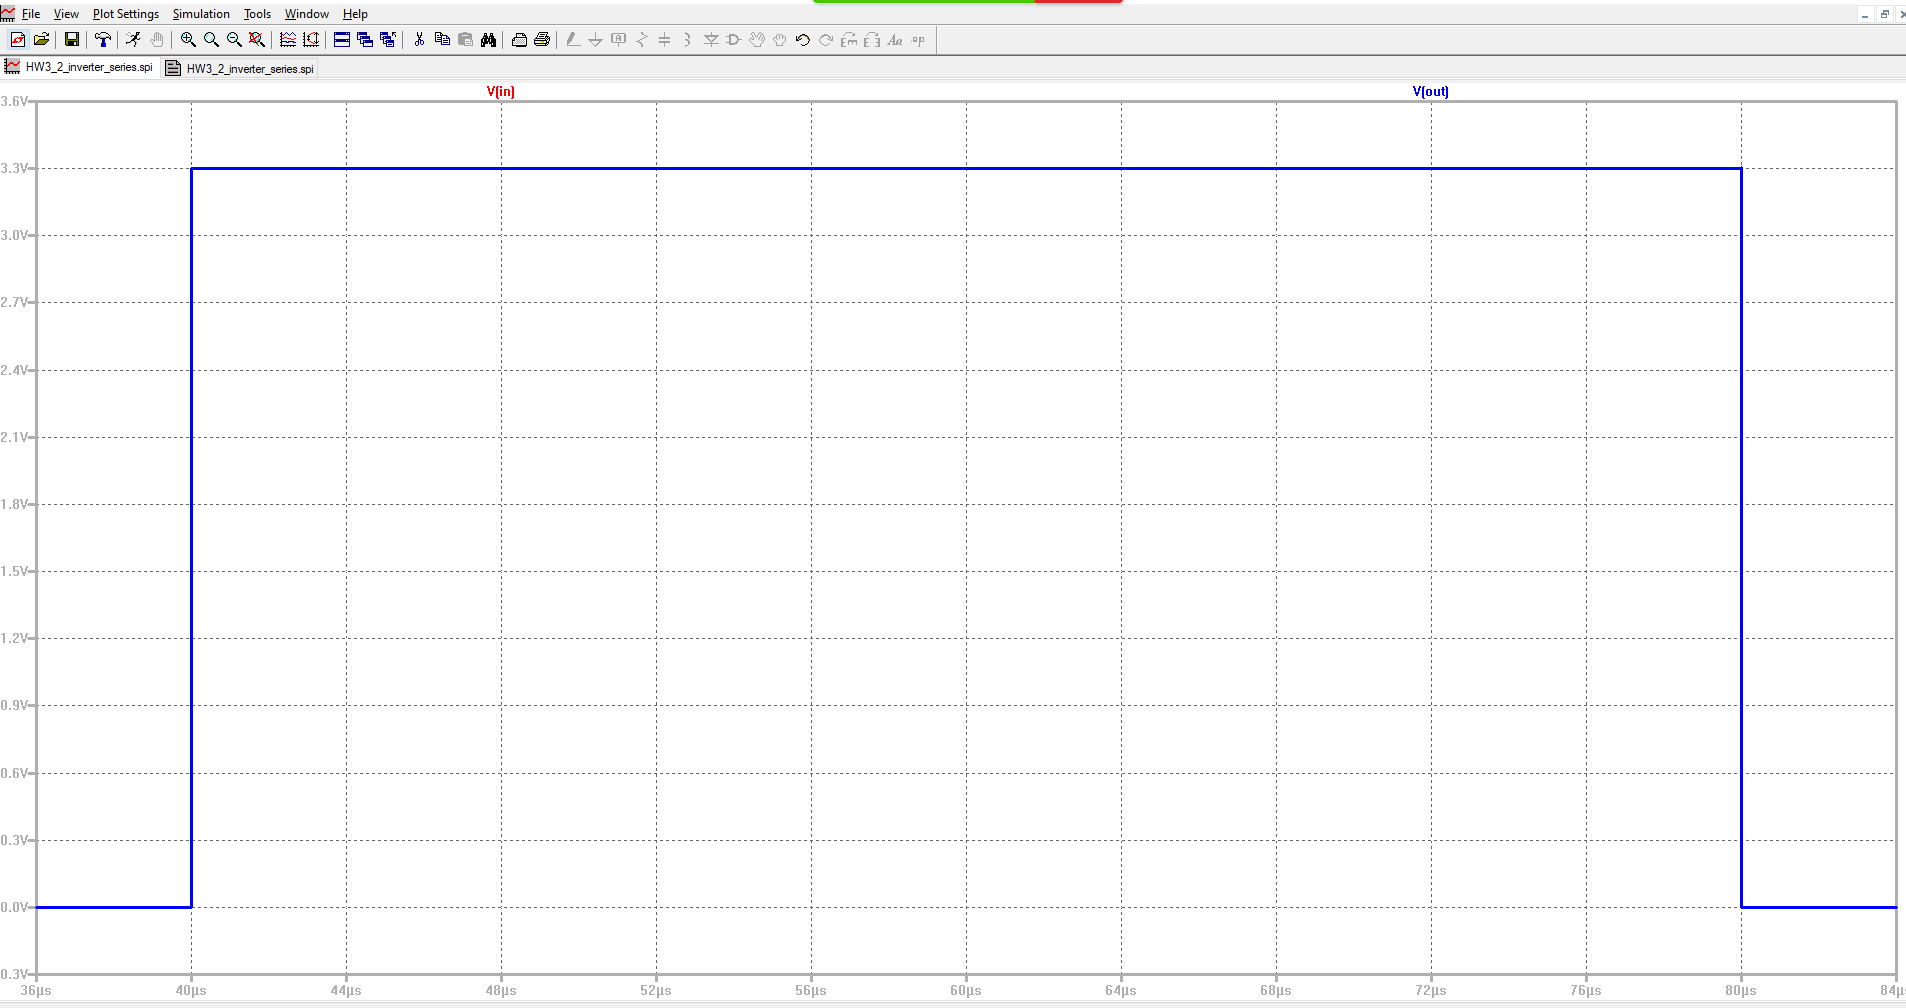 File View Plot Settings Simulation Tools Window Help
HW3_2_inverter_series.spi HW3_2_inverter_series.spi
V(in) V(out)
3.6V
3.3V
3.0V
2.7V
2.4V
2.1V
1.8V
1.5V
1.2V
0.9V
0.6V
0.3V
0.0V
0.3V
36µs 40µs 44µs 48µs 52µs 56µs 60µs 64µs 68µs 72µs 76µs 80µs 84µ